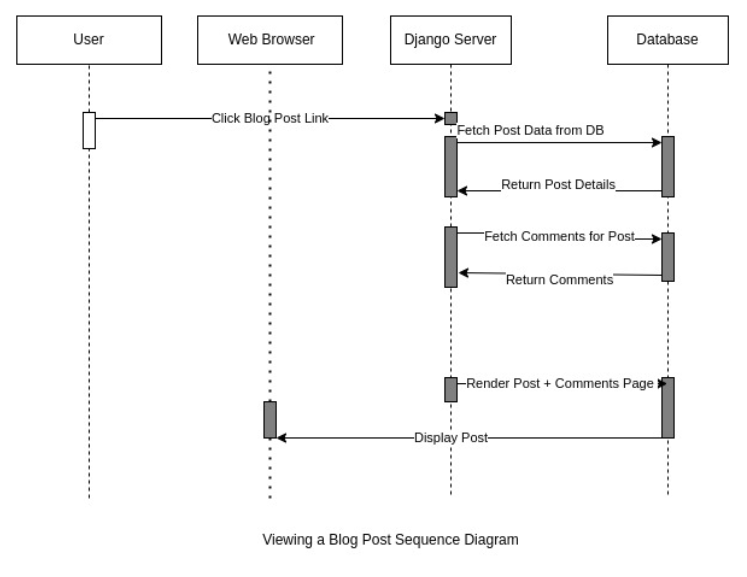 User
Web Browser
Django Server
Database
Click Blog Post Link
Fetch Post Data from DB
Return Post Details
Fetch Comments for Post
Return Comments
Render Post + Comments Page
Display Post
Viewing a Blog Post Sequence Diagram